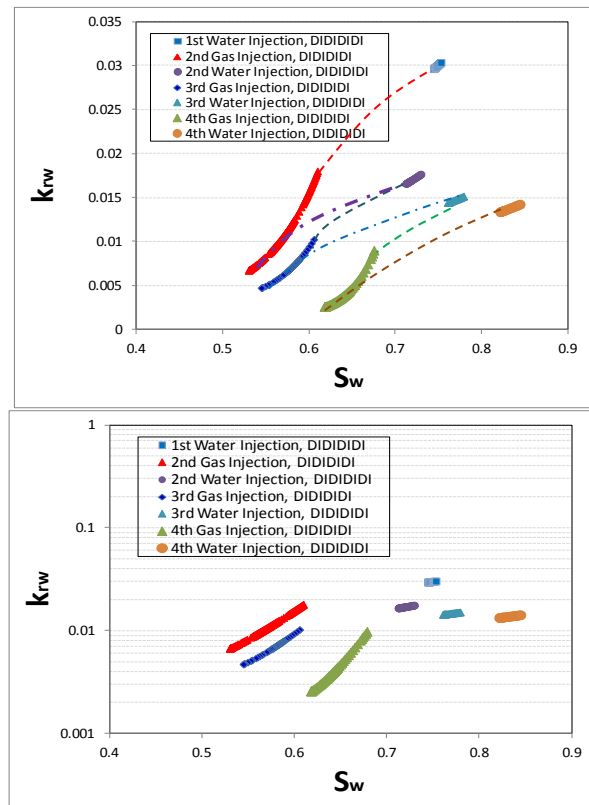 0.035
0.03
0.025
0.02
0.015
0.01
0.005
0
krw
1st Water Injection, DIDIDIDI
2nd Gas Injection, DIDIDIDI
2nd Water Injection, DIDIDIDI
3rd Gas Injection, DIDIDIDI
3rd Water Injection, DIDIDIDI
4th Gas Injection, DIDIDIDI
4th Water Injection, DIDIDIDI
0.4 0.5 0.6 0.7 0.8 0.9
Sw
1
0.1
0.01
0.001
krw
1st Water Injection, DIDIDIDI
2nd Gas Injection, DIDIDIDI
2nd Water Injection, DIDIDIDI
3rd Gas Injection, DIDIDIDI
3rd Water Injection, DIDIDIDI
4th Gas Injection, DIDIDIDI
4th Water Injection, DIDIDIDI
0.4 0.5 0.6 0.7 0.8 0.9
Sw